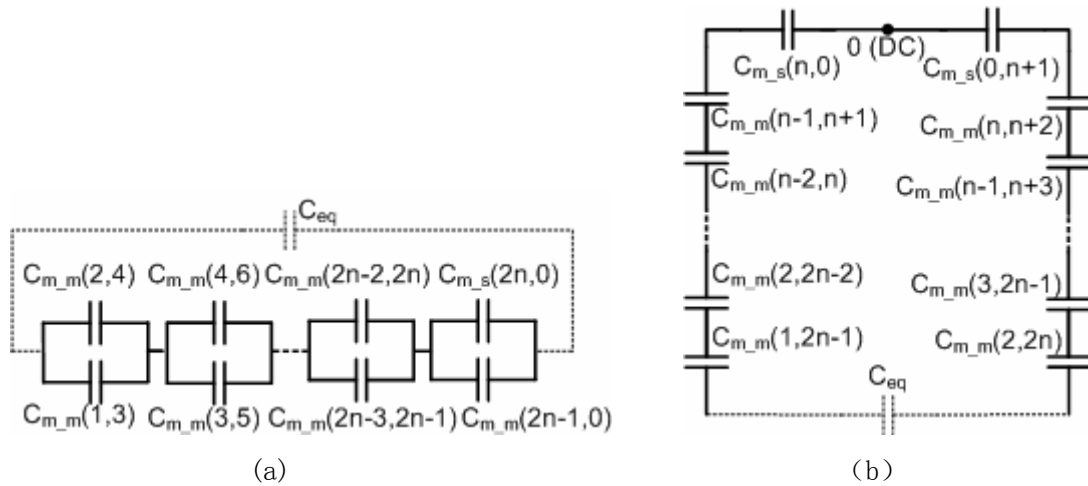 C_eq
C_m_m(2,4) C_m_m(4,6) C_m_m(2n-2,2n) C_m_s(2n,0)
C_m_m(1,3) C_m_m(3,5) C_m_m(2n-3,2n-1) C_m_m(2n-1,0)
(a)
0 (DC)
C_m_s(n,0) C_m_s(0,n+1)
C_m_m(n-1,n+1) C_m_m(n,n+2)
C_m_m(n-2,n) C_m_m(n-1,n+3)
C_m_m(2,2n-2) C_m_m(3,2n-1)
C_m_m(1,2n-1) C_m_m(2,2n)
C_eq
(b)